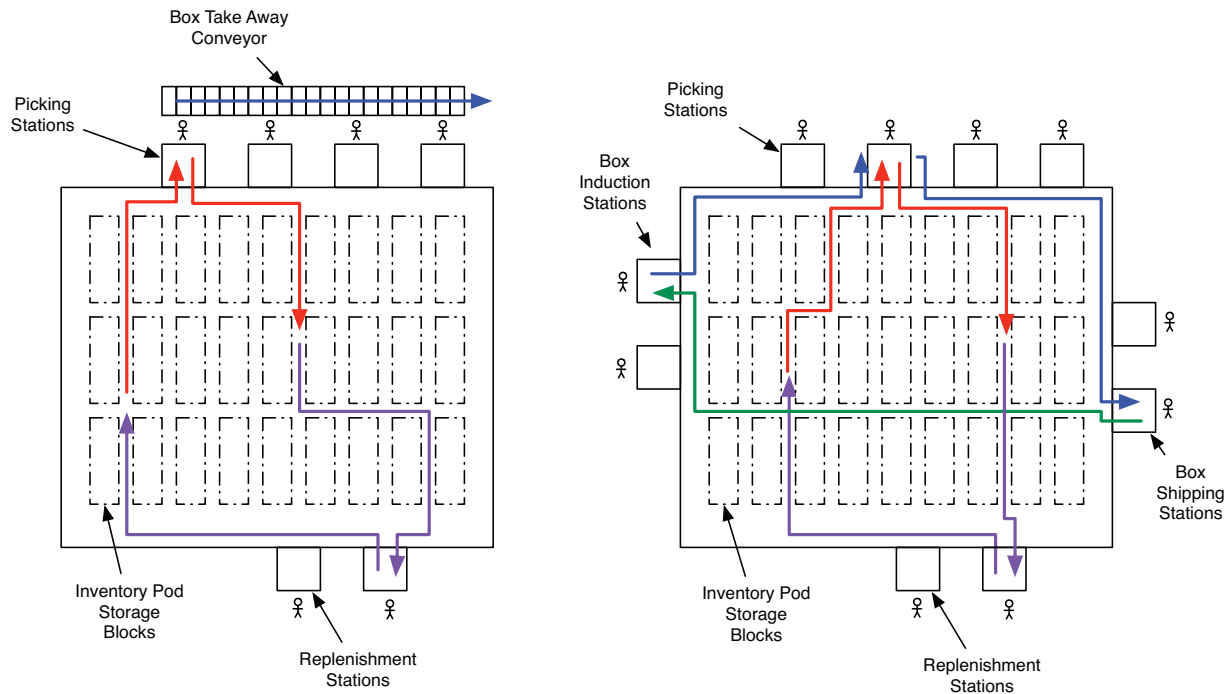 Box Take Away
Conveyor
Picking
Stations
Inventory Pod
Storage
Blocks
Replenishment
Stations
Picking
Stations
Box
Induction
Stations
Box
Shipping
Stations
Inventory Pod
Storage
Blocks
Replenishment
Stations